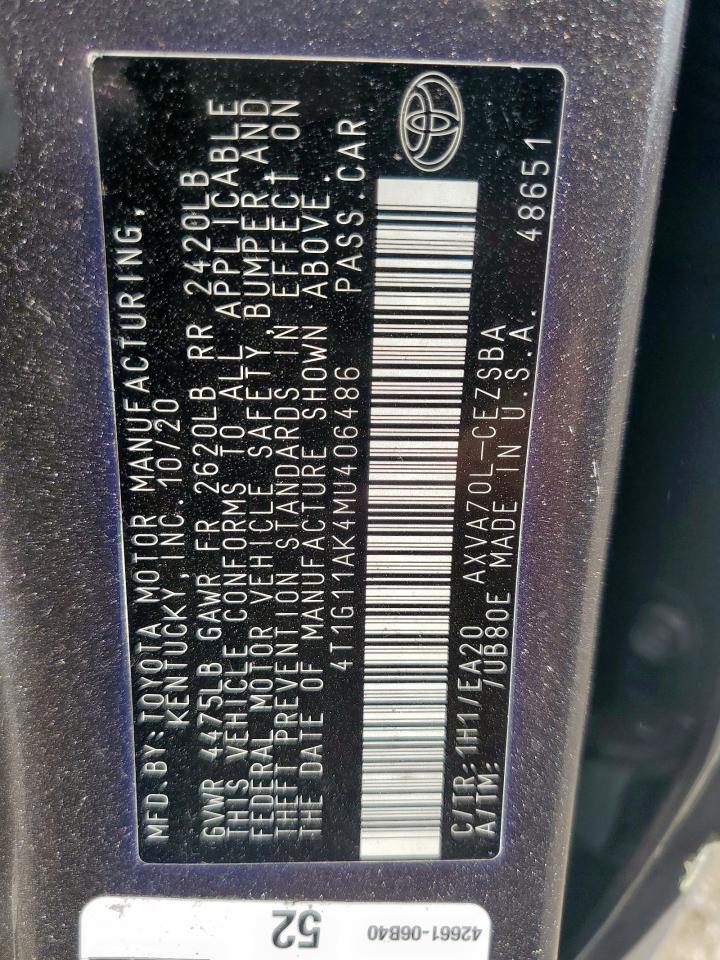 MFD.BY:TOYOTA MOTOR MANUFACTURING,
KENTUCKY, INC. 10/20
GVWR 4475LB GAWR FR 2620LB RR 2420LB
THIS VEHICLE CONFORMS TO ALL APPLICABLE
FEDERAL MOTOR VEHICLE SAFETY, BUMPER, AND
THEFT PREVENTION STANDARDS IN EFFECT ON
THE DATE OF MANUFACTURE SHOWN ABOVE.
4T1G11AK4MU406486 PASS.CAR
C/TR: 1H1/EA20 AXVA70L-CEZSBA
A/TM: /UB80E MADE IN U.S.A. 48651
52
42661-06B40